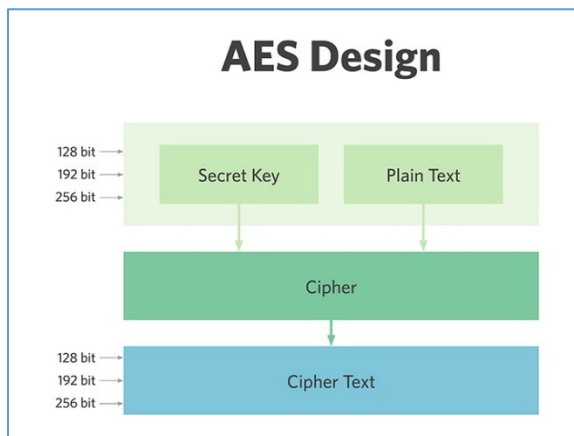 AES Design
128 bit
192 bit
256 bit
Secret Key
Plain Text
Cipher
128 bit
192 bit
256 bit
Cipher Text